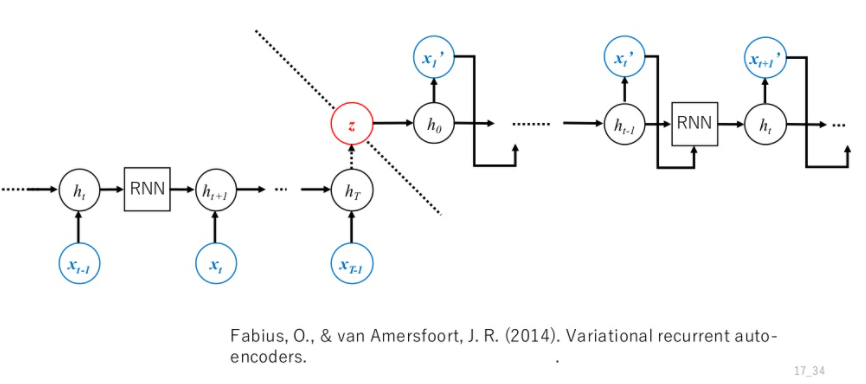 x1’ xt’ xt+1’
z h0 ........ ht-1 RNN ht ...
ht RNN ht+1 ... hT
xt-1 xt xT-1
Fabius, O., & van Amersfoort, J. R. (2014). Variational recurrent auto-
encoders. .
17_34